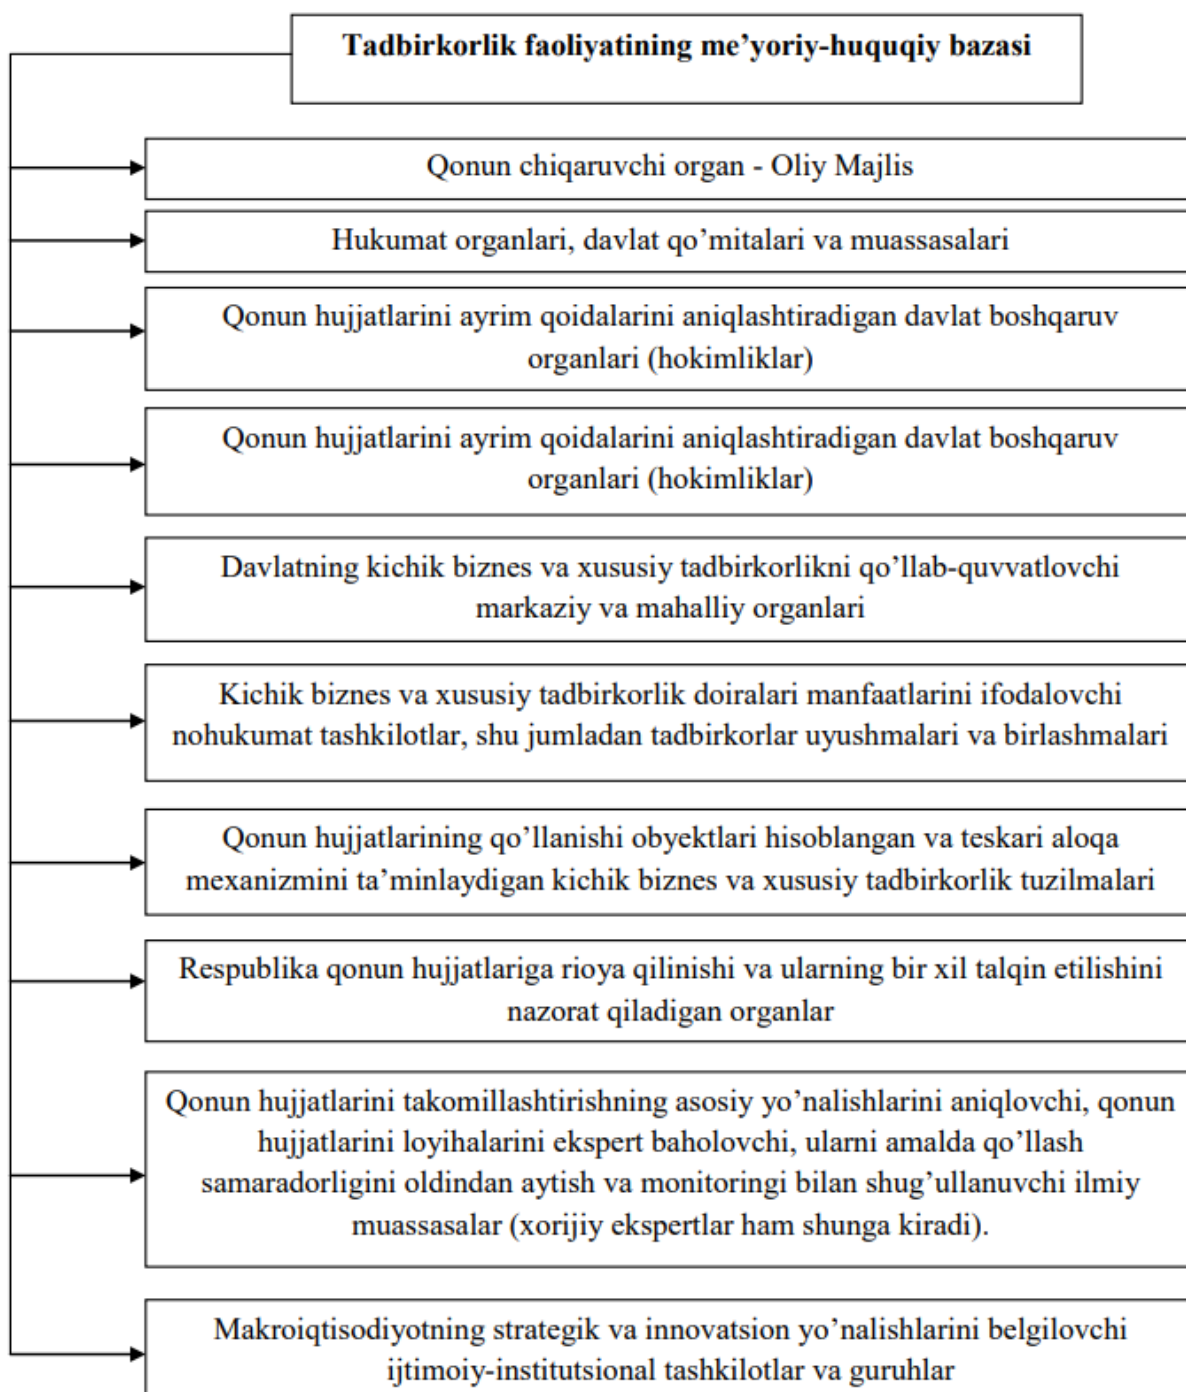 Tadbirkorlik faoliyatining me’yoriy-huquqiy bazasi
Qonun chiqaruvchi organ - Oliy Majlis
Hukumat organlari, davlat qo’mitalari va muassasalari
Qonun hujjatlarini ayrim qoidalarini aniqlashtiradigan davlat boshqaruv
organlari (hokimliklar)
Qonun hujjatlarini ayrim qoidalarini aniqlashtiradigan davlat boshqaruv
organlari (hokimliklar)
Davlatning kichik biznes va xususiy tadbirkorlikni qo’llab-quvvatlovchi
markaziy va mahalliy organlari
Kichik biznes va xususiy tadbirkorlik doiralari manfaatlarini ifodalovchi
nohukumat tashkilotlar, shu jumladan tadbirkorlar uyushmalari va birlashmalari
Qonun hujjatlarining qo’llanishi obyektlari hisoblangan va teskari aloqa
mexanizmini ta’minlaydigan kichik biznes va xususiy tadbirkorlik tuzilmalari
Respublika qonun hujjatlariga rioya qilinishi va ularning bir xil talqin etilishini
nazorat qiladigan organlar
Qonun hujjatlarini takomillashtirishning asosiy yo’nalishlarini aniqlovchi, qonun
hujjatlarini loyihalarini ekspert baholovchi, ularni amalda qo’llash
samaradorligini oldindan aytish va monitoringi bilan shug’ullanuvchi ilmiy
muassasalar (xorijiy ekspertlar ham shunga kiradi).
Makroiqtisodiyotning strategik va innovatsion yo’nalishlarini belgilovchi
ijtimoiy-institutsional tashkilotlar va guruhlar